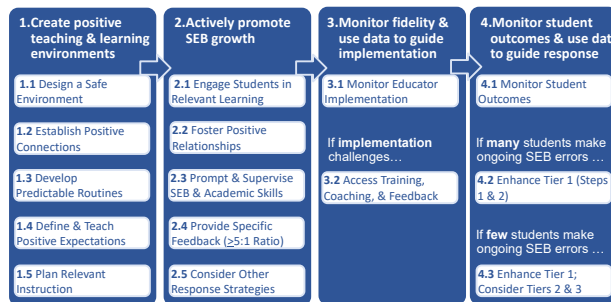 1.Create positive
teaching & learning
environments
1.1 Design a Safe
Environment
1.2 Establish Positive
Connections
1.3 Develop
Predictable Routines
1.4 Define & Teach
Positive Expectations
1.5 Plan Relevant
Instruction
2.Actively promote
SEB growth
2.1 Engage Students in
Relevant Learning
2.2 Foster Positive
Relationships
2.3 Prompt & Supervise
SEB & Academic Skills
2.4 Provide Specific
Feedback (≥5:1 Ratio)
2.5 Consider Other
Response Strategies
3.Monitor fidelity &
use data to guide
implementation
3.1 Monitor Educator
Implementation
If implementation
challenges…
3.2 Access Training,
Coaching, & Feedback
4.Monitor student
outcomes & use data
to guide response
4.1 Monitor Student
Outcomes
If many students make
ongoing SEB errors …
4.2 Enhance Tier 1 (Steps
1 & 2)
If few students make
ongoing SEB errors …
4.3 Enhance Tier 1;
Consider Tiers 2 & 3